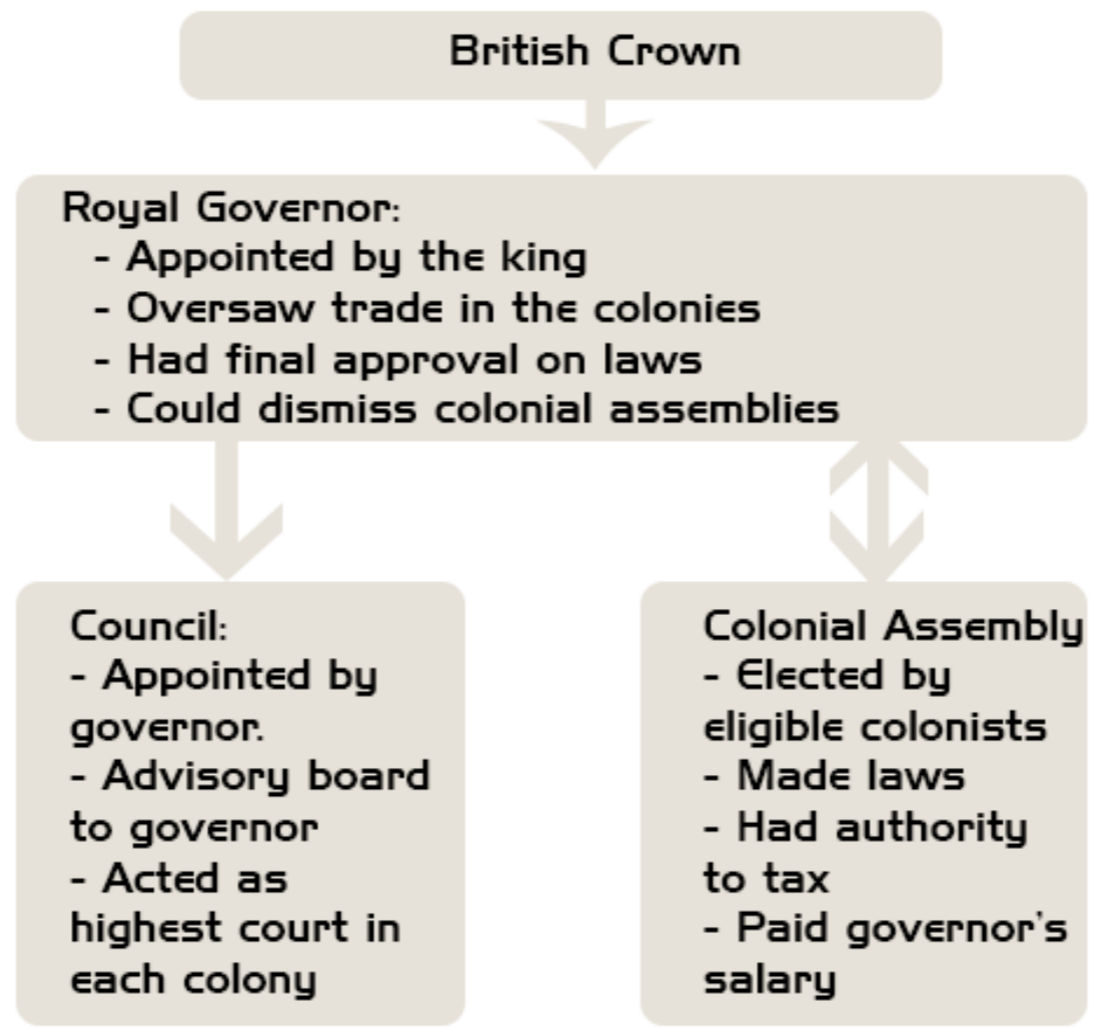 British Crown
Royal Governor:
- Appointed by the king
- Oversaw trade in the colonies
- Had final approval on laws
- Could dismiss colonial assemblies
Council:
- Appointed by
governor.
- Advisory board
to governor
- Acted as
highest court in
each colony
Colonial Assembly
- Elected by
eligible colonists
- Made laws
- Had authority
to tax
- Paid governor's
salary